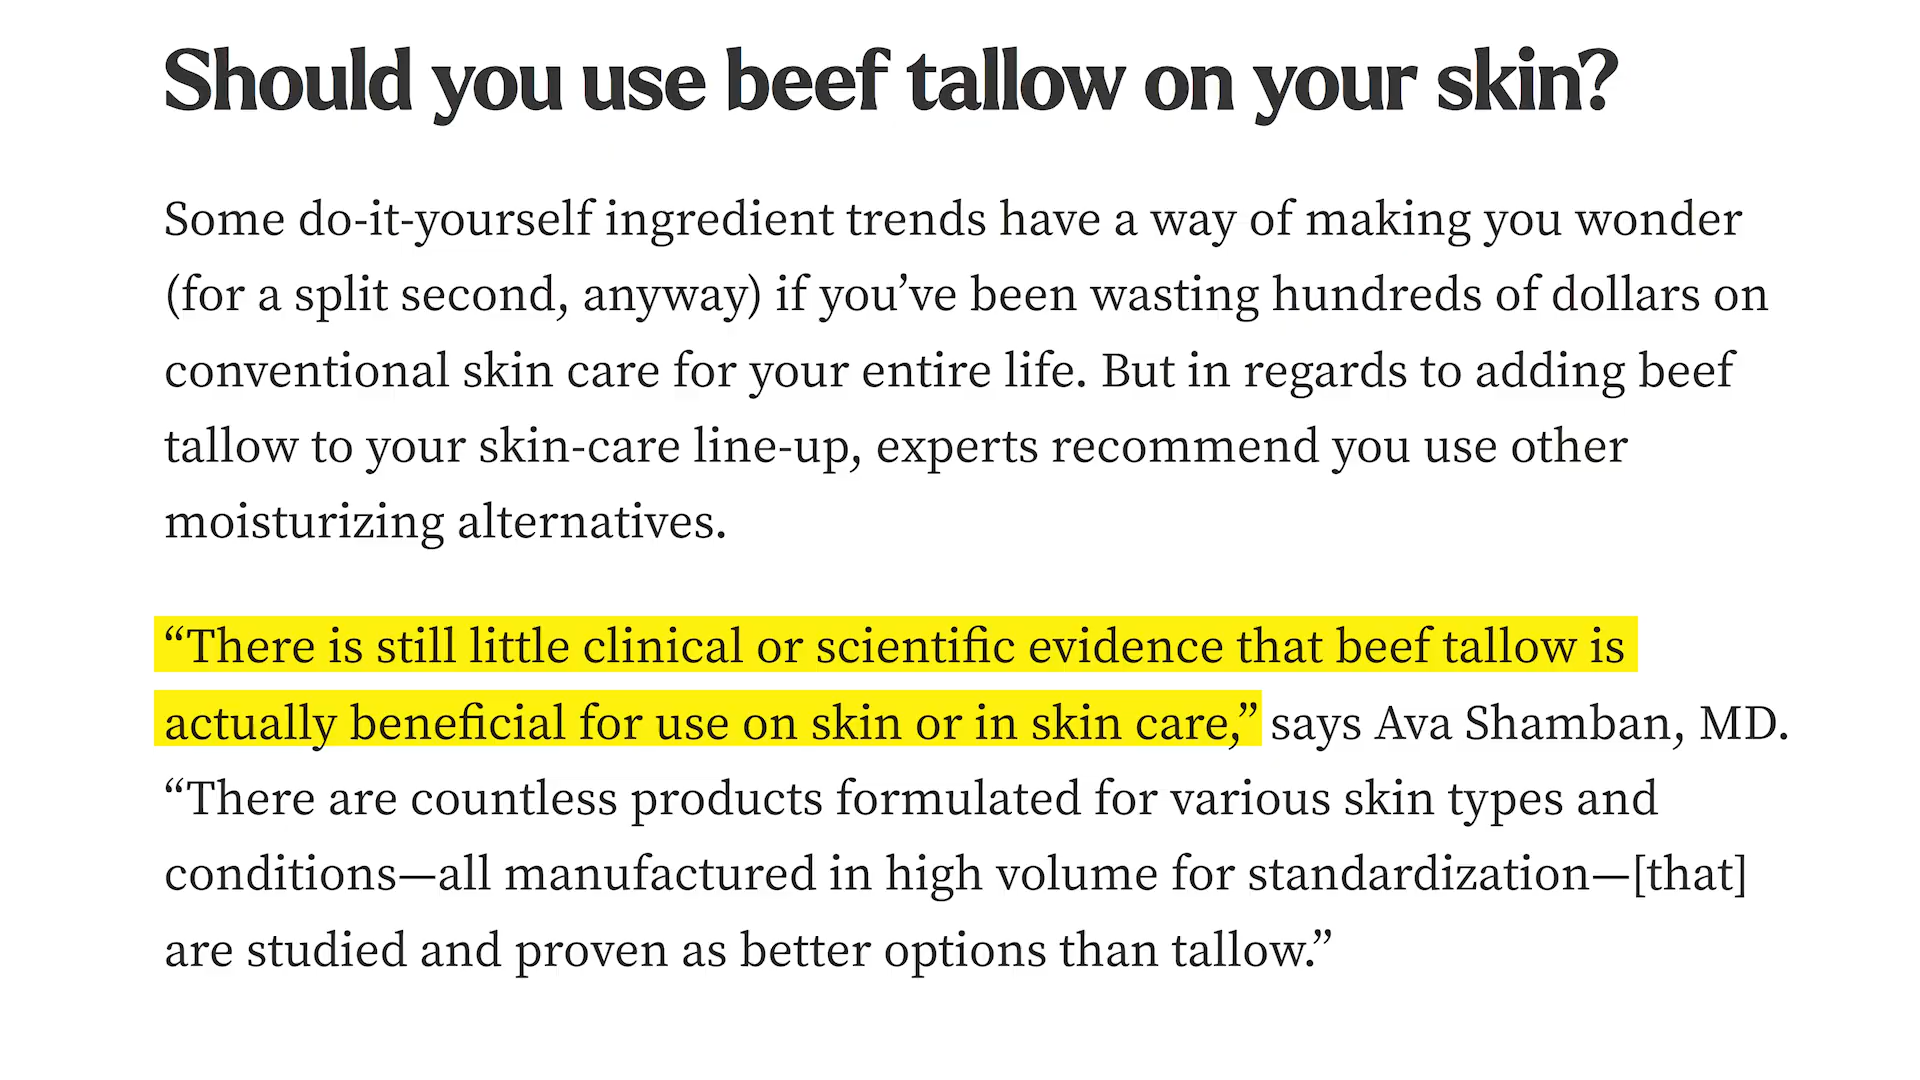 Should you use beef tallow on your skin?
Some do-it-yourself ingredient trends have a way of making you wonder
(for a split second, anyway) if you’ve been wasting hundreds of dollars on
conventional skin care for your entire life. But in regards to adding beef
tallow to your skin-care line-up, experts recommend you use other
moisturizing alternatives.
“There is still little clinical or scientific evidence that beef tallow is
actually beneficial for use on skin or in skin care,” says Ava Shamban, MD.
“There are countless products formulated for various skin types and
conditions—all manufactured in high volume for standardization—[that]
are studied and proven as better options than tallow.”